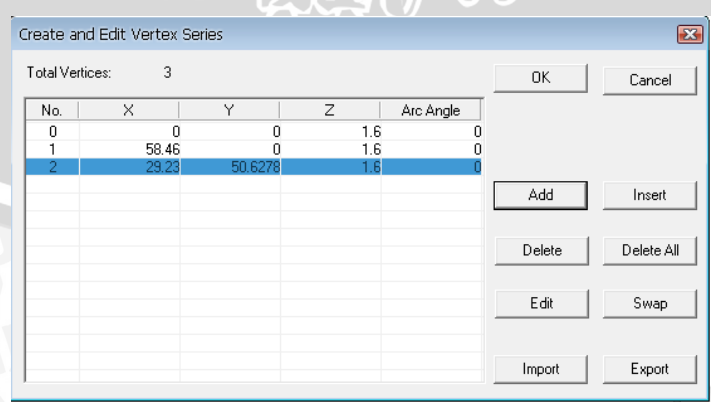 Create and Edit Vertex Series
Total Vertices: 3
OK Cancel
No. X Y Z Arc Angle
0 0 0 1.6 0
1 58.46 0 1.6 0
2 29.23 50.6278 1.6 0
Add Insert
Delete Delete All
Edit Swap
Import Export